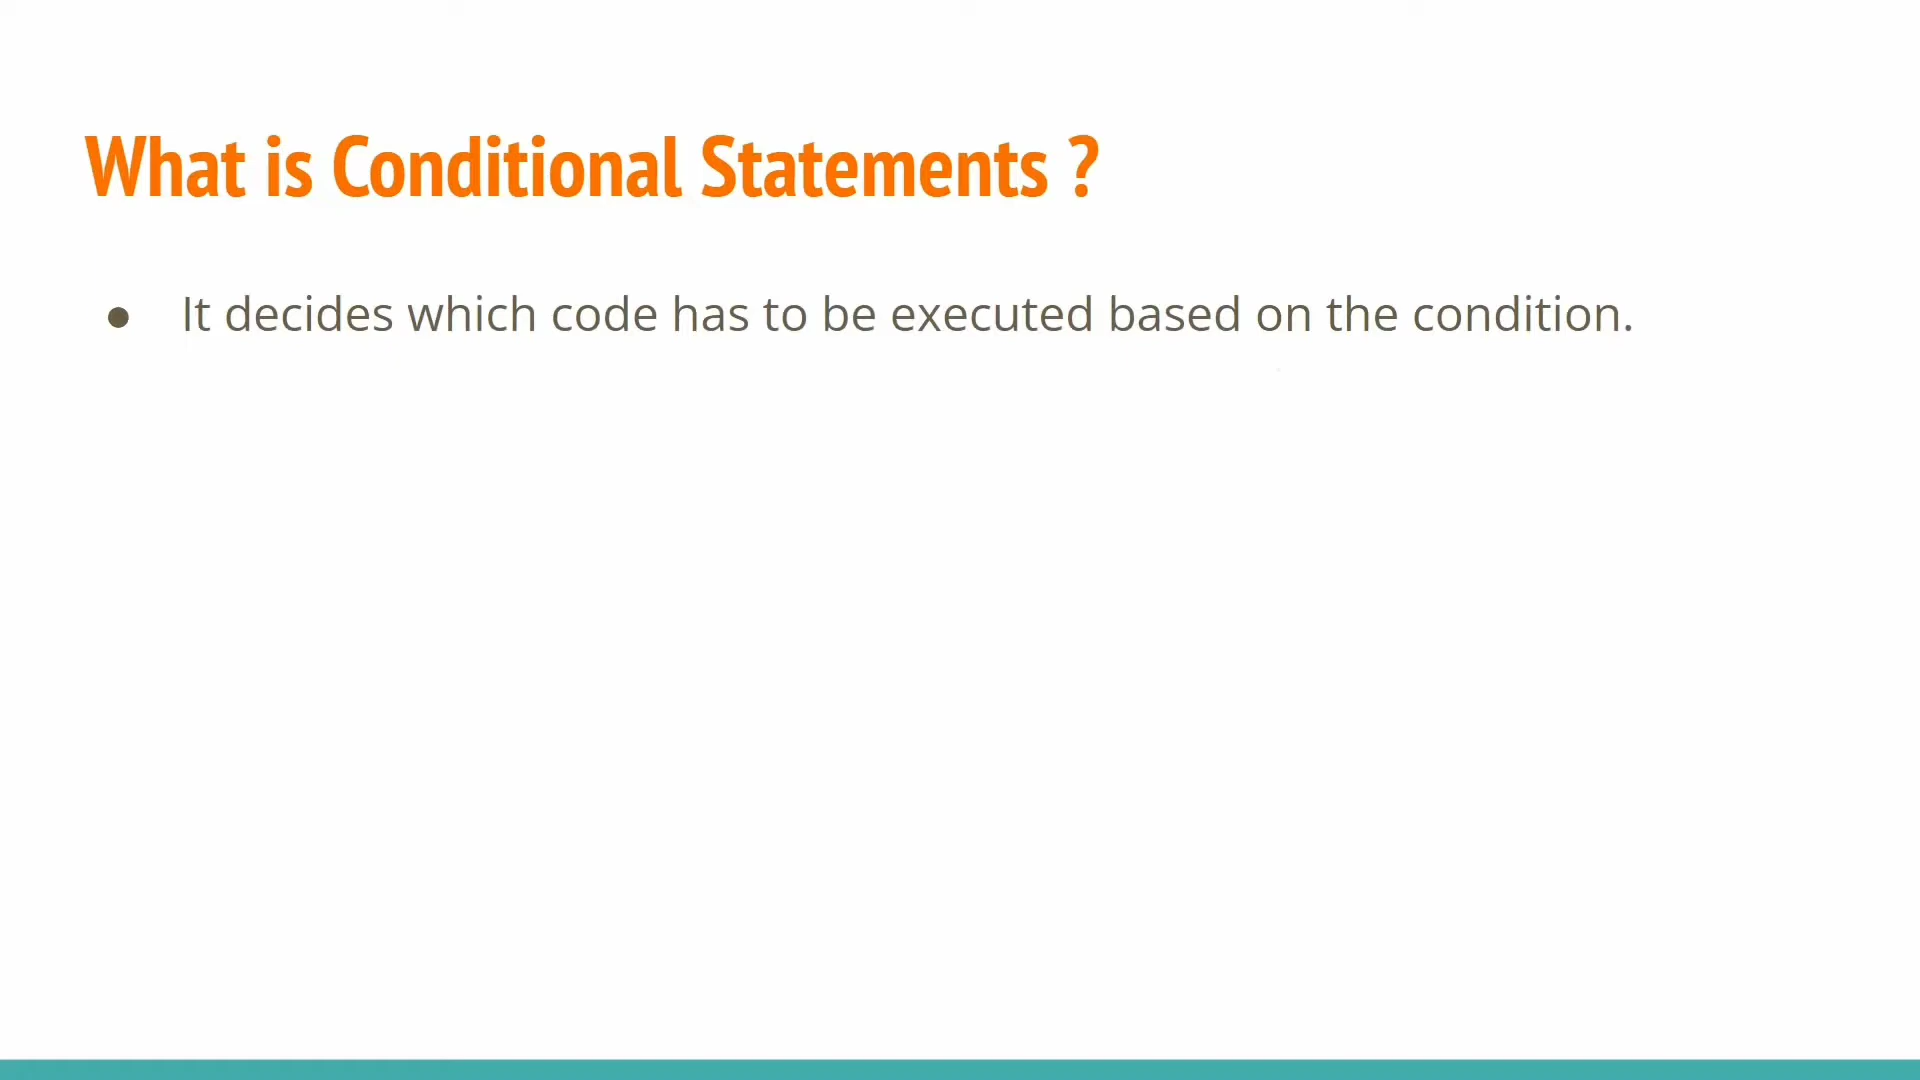 What is Conditional Statements ?
● It decides which code has to be executed based on the condition.